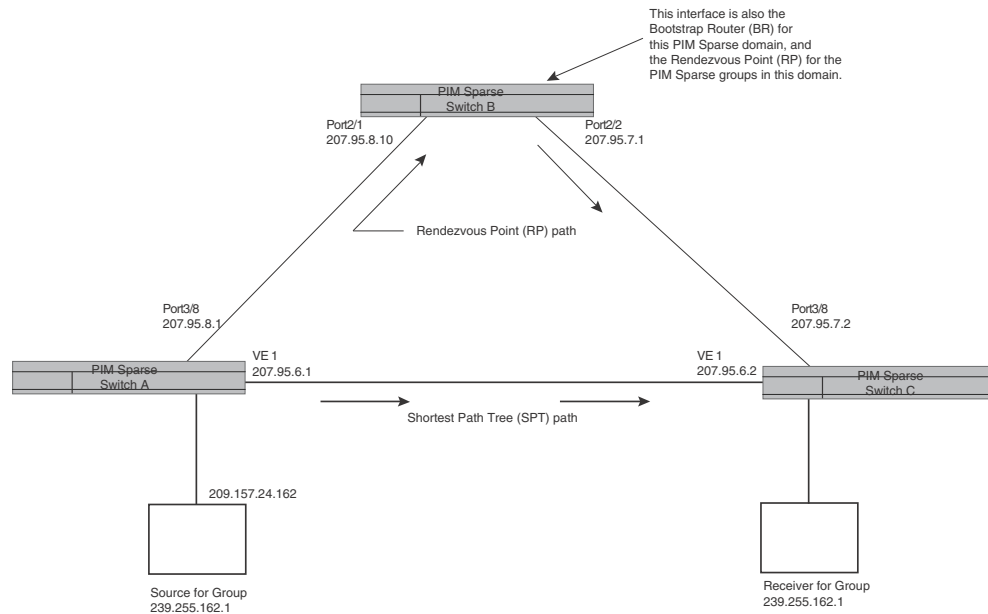 This interface is also the
Bootstrap Router (BR) for
this PIM Sparse domain, and
the Rendezvous Point (RP) for the
PIM Sparse groups in this domain.
PIM Sparse
Switch B
Port2/1
207.95.8.10
Port2/2
207.95.7.1
Rendezvous Point (RP) path
Port3/8
207.95.8.1
Port3/8
207.95.7.2
PIM Sparse
Switch A
VE 1
207.95.6.1
VE 1
207.95.6.2
PIM Sparse
Switch C
Shortest Path Tree (SPT) path
209.157.24.162
Source for Group
239.255.162.1
Receiver for Group
239.255.162.1